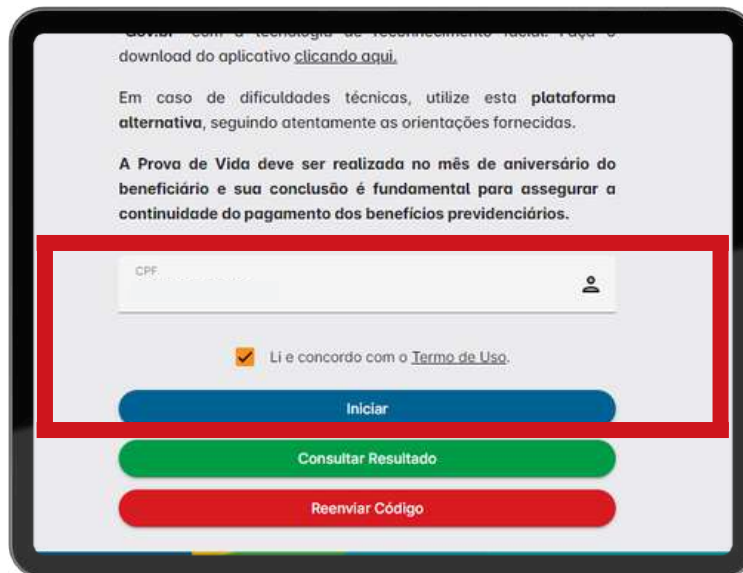 download do aplicativo clicando aqui.
Em caso de dificuldades técnicas, utilize esta plataforma
alternativa, seguindo atentamente as orientações fornecidas.
A Prova de Vida deve ser realizada no mês de aniversário do
beneficiário e sua conclusão é fundamental para assegurar a
continuidade do pagamento dos benefícios previdenciários.
CPF
Li e concordo com o Termo de Uso.
Iniciar
Consultar Resultado
Reenviar Código